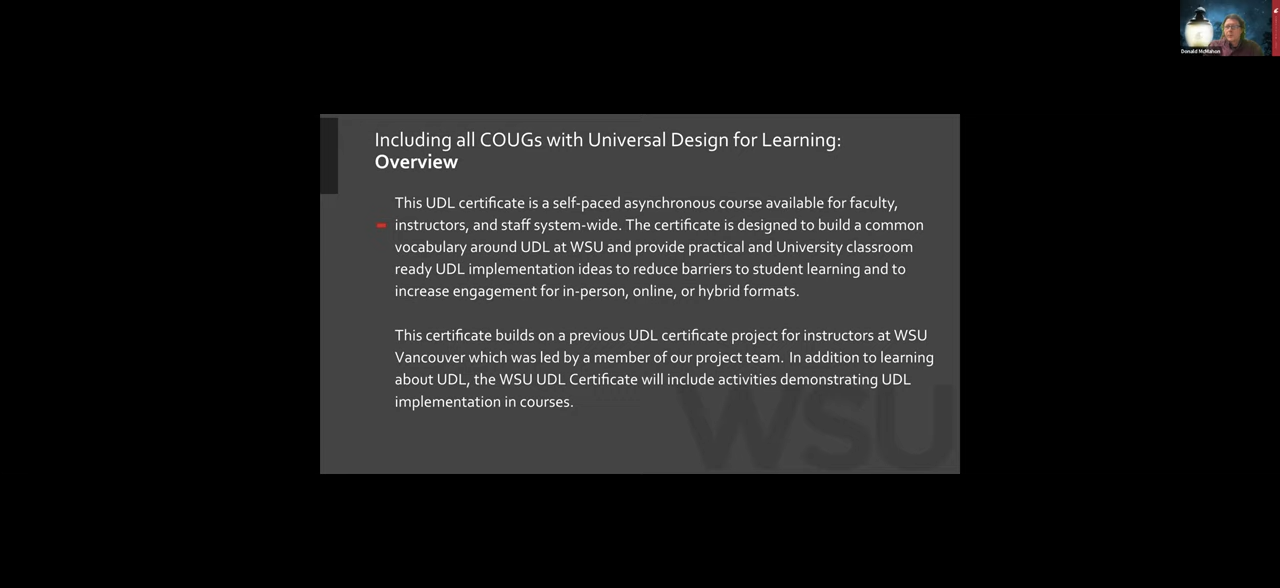 Donald McMahon
Including all COUGs with Universal Design for Learning:
Overview
This UDL certificate is a self-paced asynchronous course available for faculty,
instructors, and staff system-wide. The certificate is designed to build a common
vocabulary around UDL at WSU and provide practical and University classroom
ready UDL implementation ideas to reduce barriers to student learning and to
increase engagement for in-person, online, or hybrid formats.
This certificate builds on a previous UDL certificate project for instructors at WSU
Vancouver which was led by a member of our project team. In addition to learning
about UDL, the WSU UDL Certificate will include activities demonstrating UDL
implementation in courses.
WSU